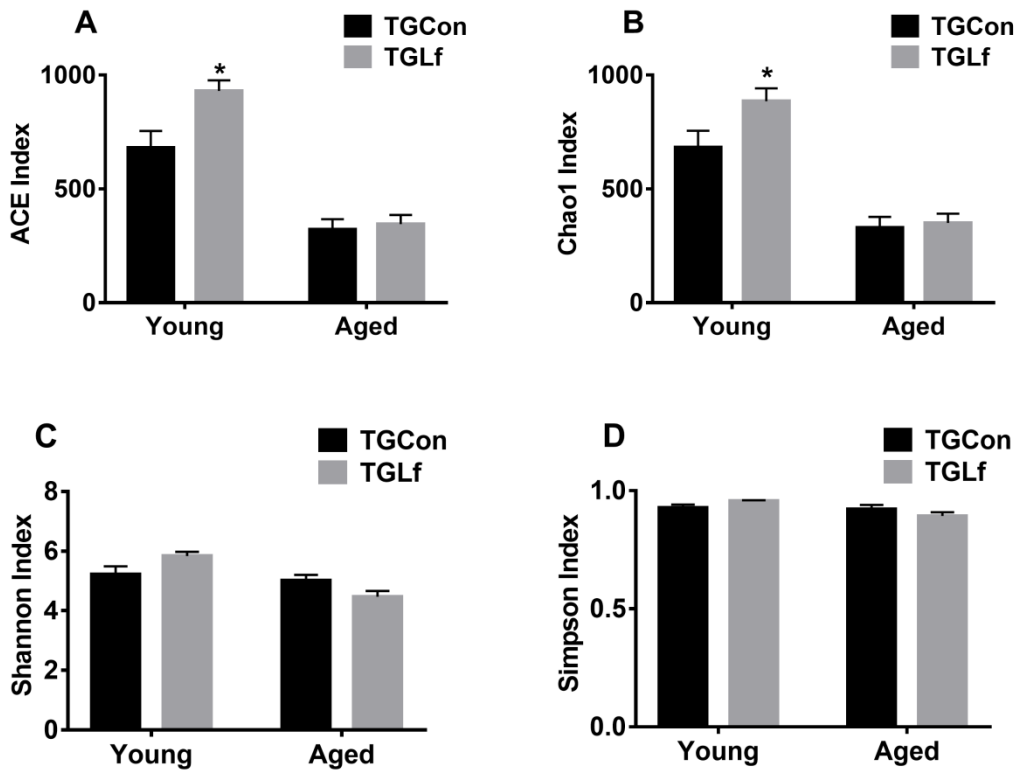 A
TGCon
TGLf
ACE Index
1000
500
0
*
Young
Aged
B
TGCon
TGLf
Chao1 Index
1000
500
0
*
Young
Aged
C
TGCon
TGLf
Shannon Index
8
6
4
2
0
Young
Aged
D
TGCon
TGLf
Simpson Index
1.0
0.5
0.0
Young
Aged